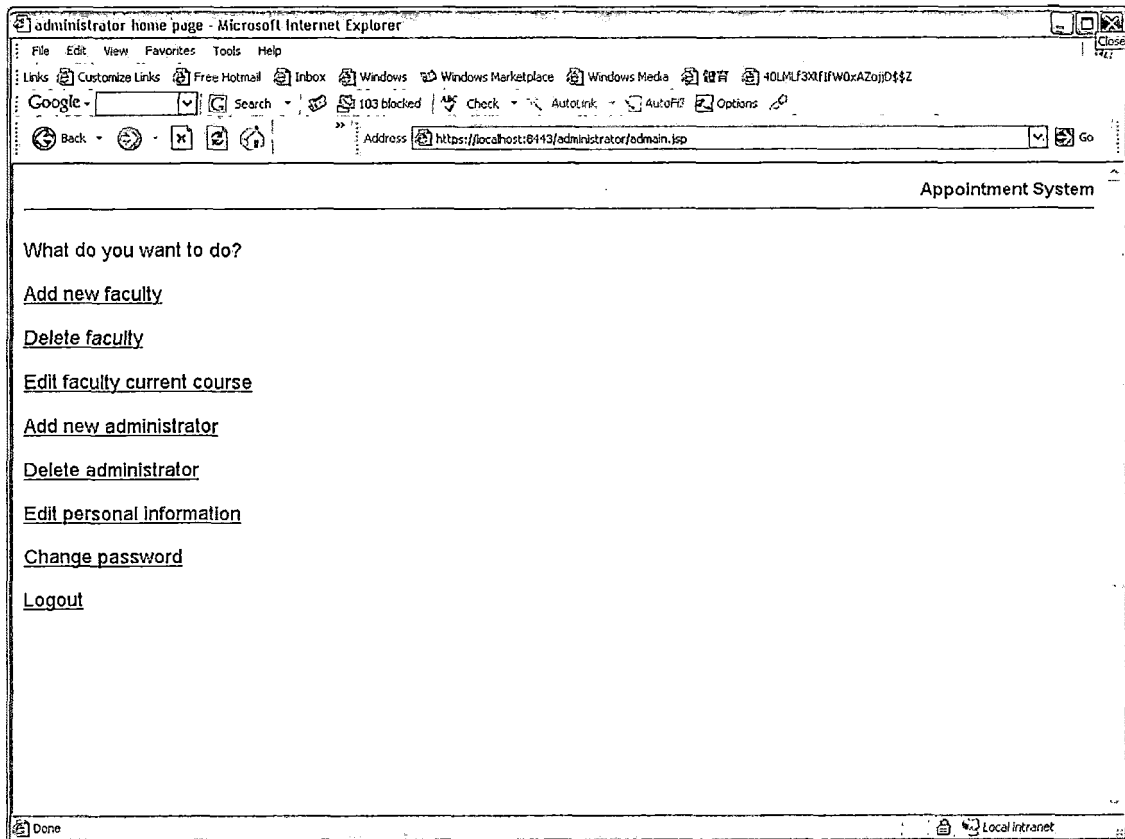 administrator home page - Microsoft Internet Explorer
Close
File Edit View Favorites Tools Help
Links Customize Links Free Hotmail Inbox Windows Windows Marketplace Windows Media
Google - Search 103 blocked Check AutoLink AutoFill Options
Back Address https://localhost:8443/administrator/admain.jsp Go
Appointment System
What do you want to do?
Add new faculty
Delete faculty
Edit faculty current course
Add new administrator
Delete administrator
Edit personal information
Change password
Logout
Done Local intranet